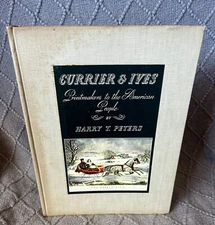 CURRIER & IVES
Printmakers to the American
People
BY
HARRY T. PETERS